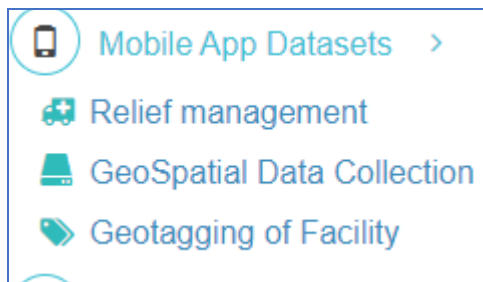 Mobile App Datasets >
Relief management
GeoSpatial Data Collection
Geotagging of Facility